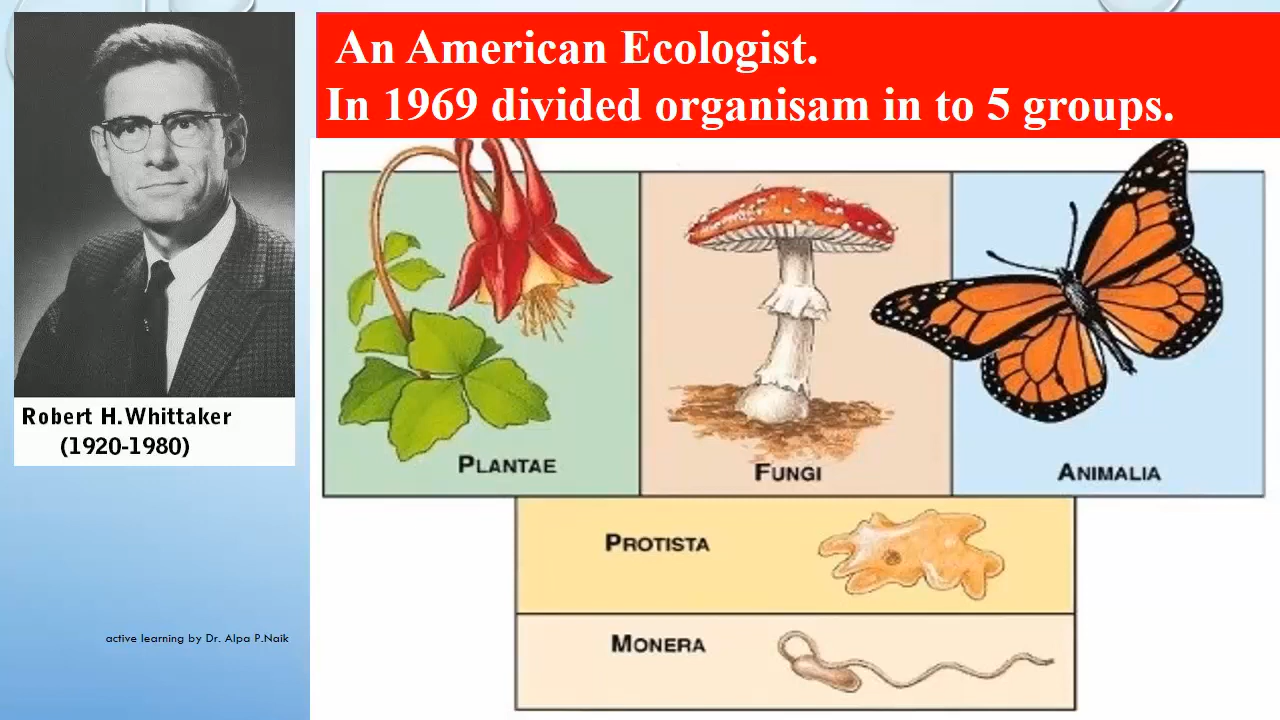 An American Ecologist.
In 1969 divided organisam in to 5 groups.
Robert H.Whittaker
(1920-1980)
PLANTAE
FUNGI
ANIMALIA
PROTISTA
MONERA
active learning by Dr. Alpa P.Naik